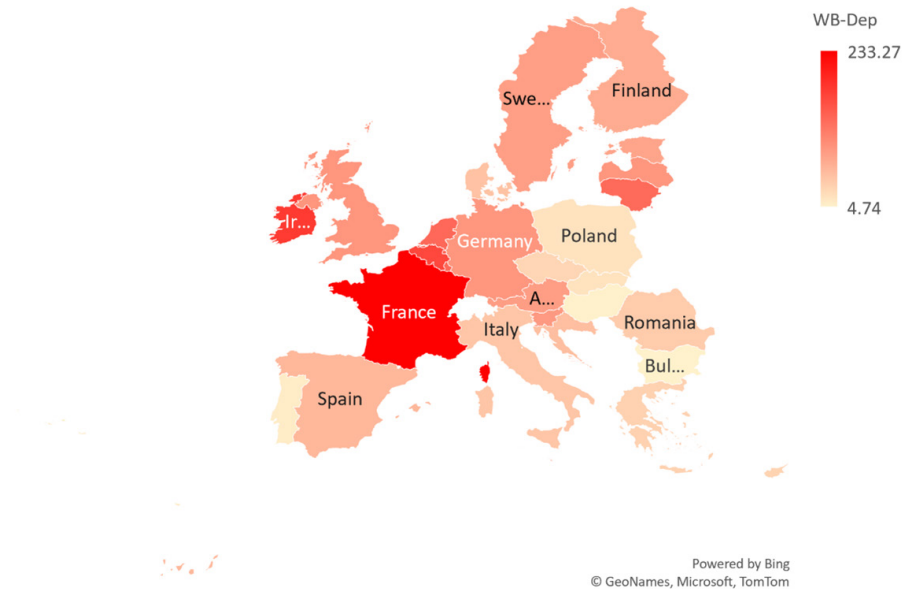 WB-Dep
233.27
4.74
Swe...
Finland
Ir...
Germany
Poland
A...
France
Italy
Romania
Bul...
Spain
Powered by Bing
© GeoNames, Microsoft, TomTom